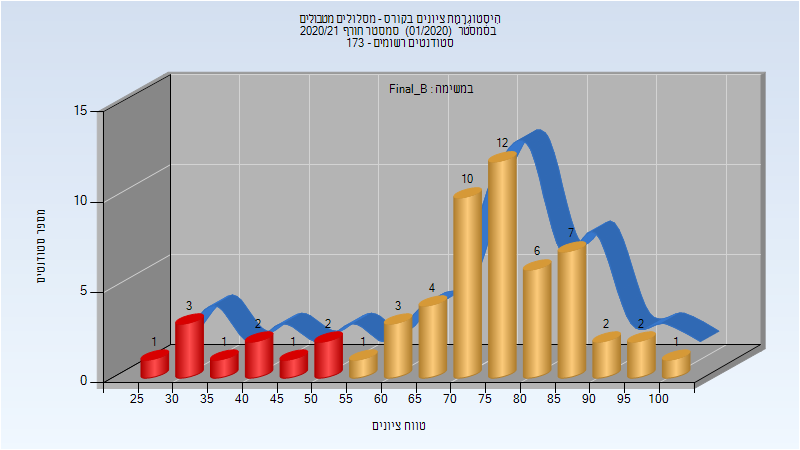 היסטוגרמת ציונים בקורס - מסלולים מטבולים
בסמסטר (01/2020) סמסטר חורף 2020/21
סטודנטים רשומים - 173
במשימה : Final_B
מספר סטודנטים
15
10
5
0
1
3
1
2
1
2
1
3
4
10
12
6
7
2
2
1
25 30 35 40 45 50 55 60 65 70 75 80 85 90 95 100
טווח ציונים